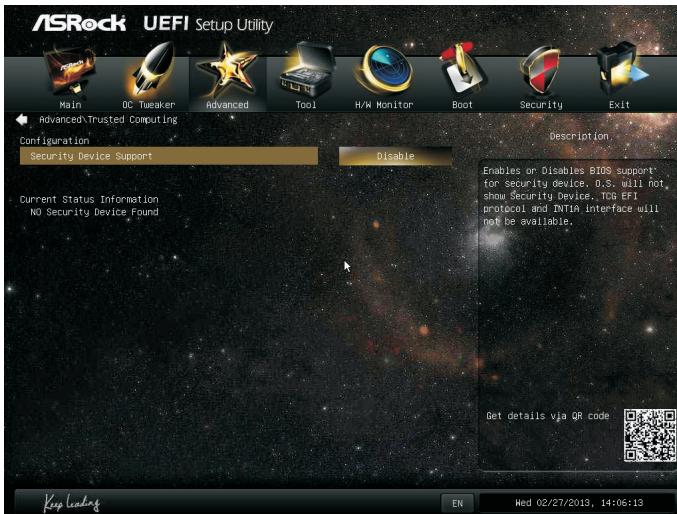 ASRock UEFI Setup Utility
ASRock
Main OC Tweaker Advanced Tool H/W Monitor Boot Security Exit
Advanced\Trusted Computing
Configuration
Security Device Support Disable
Current Status Information
NO Security Device Found
Description
Enables or Disables BIOS support
for security device. O.S. will not
show Security Device. TCG EFI
protocol and INT1A interface will
not be available.
Get details via QR code
Keep Leading
EN
Wed 02/27/2013, 14:06:13